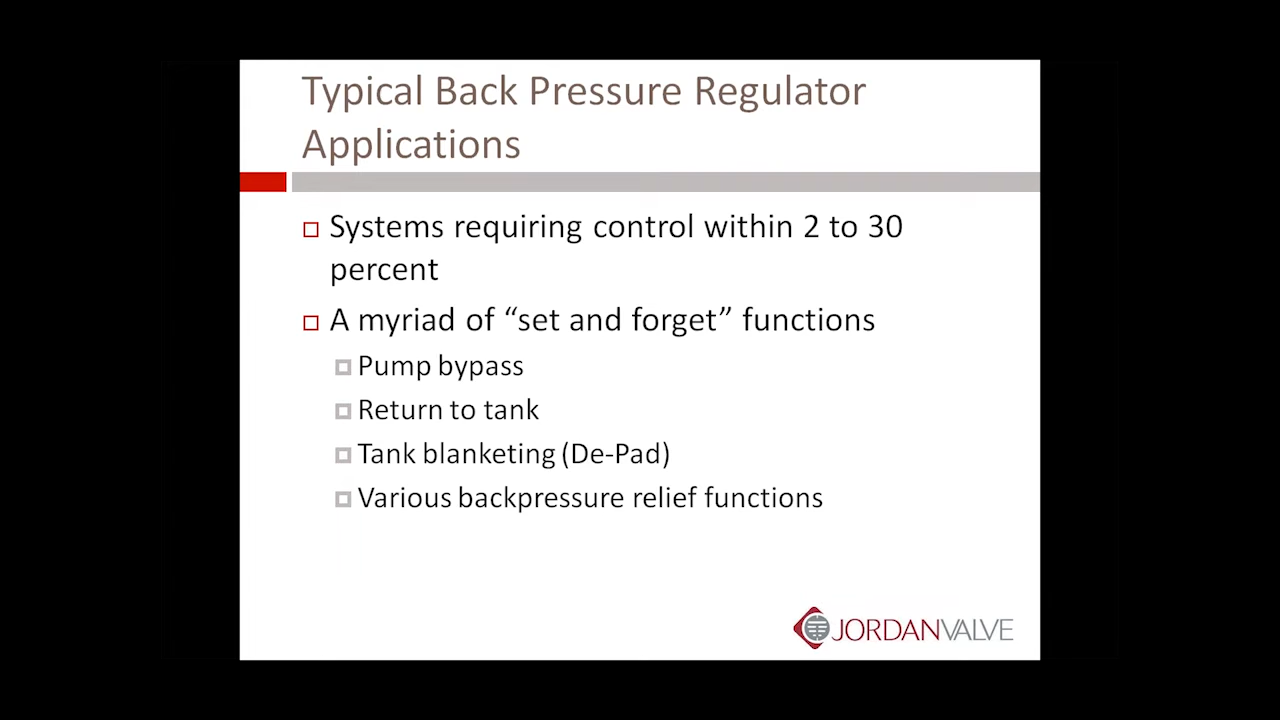 Typical Back Pressure Regulator
Applications
Systems requiring control within 2 to 30
percent
A myriad of “set and forget” functions
Pump bypass
Return to tank
Tank blanketing (De-Pad)
Various backpressure relief functions
JORDANVALVE